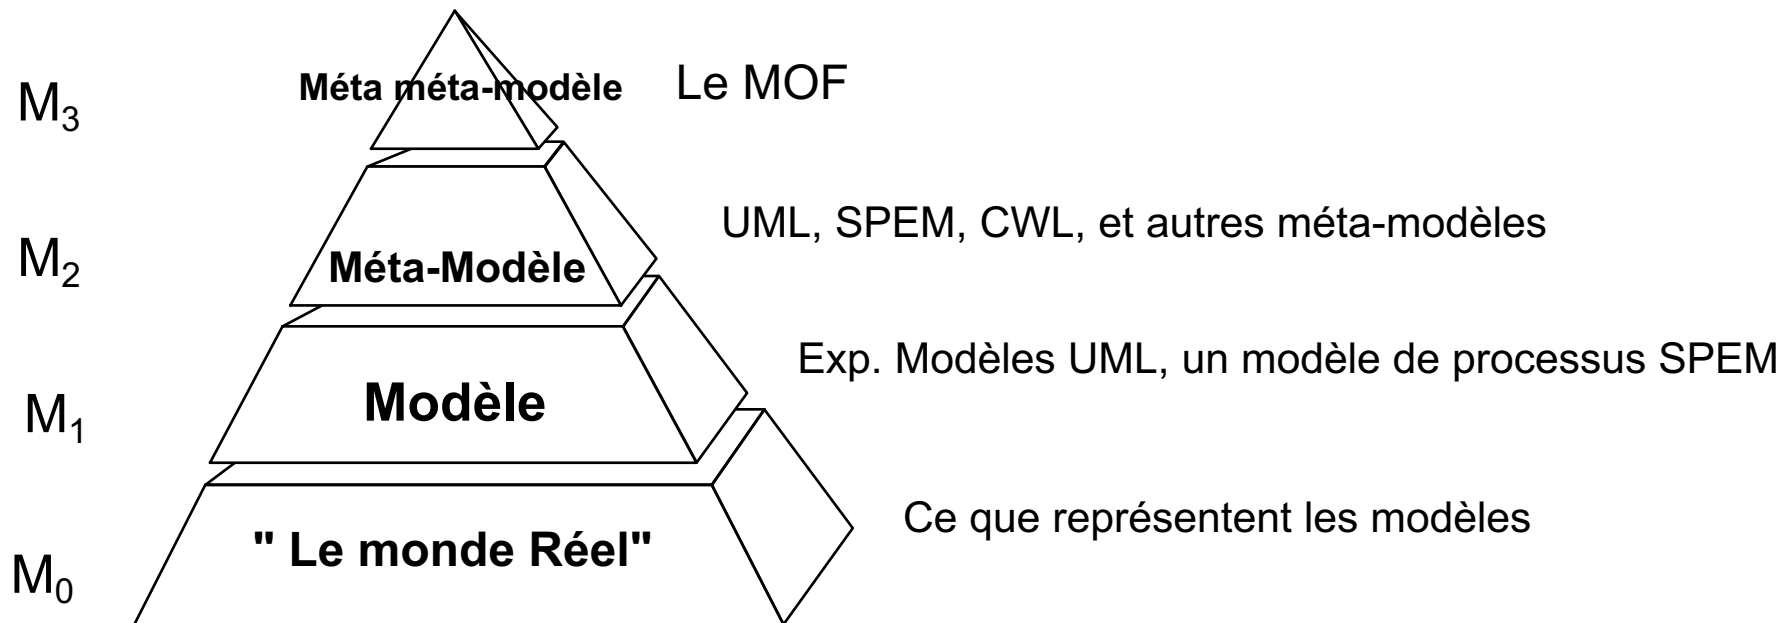 M₃
Méta méta-modèle
Le MOF
M₂
Méta-Modèle
UML, SPEM, CWL, et autres méta-modèles
M₁
Modèle
Exp. Modèles UML, un modèle de processus SPEM
M₀
" Le monde Réel"
Ce que représentent les modèles